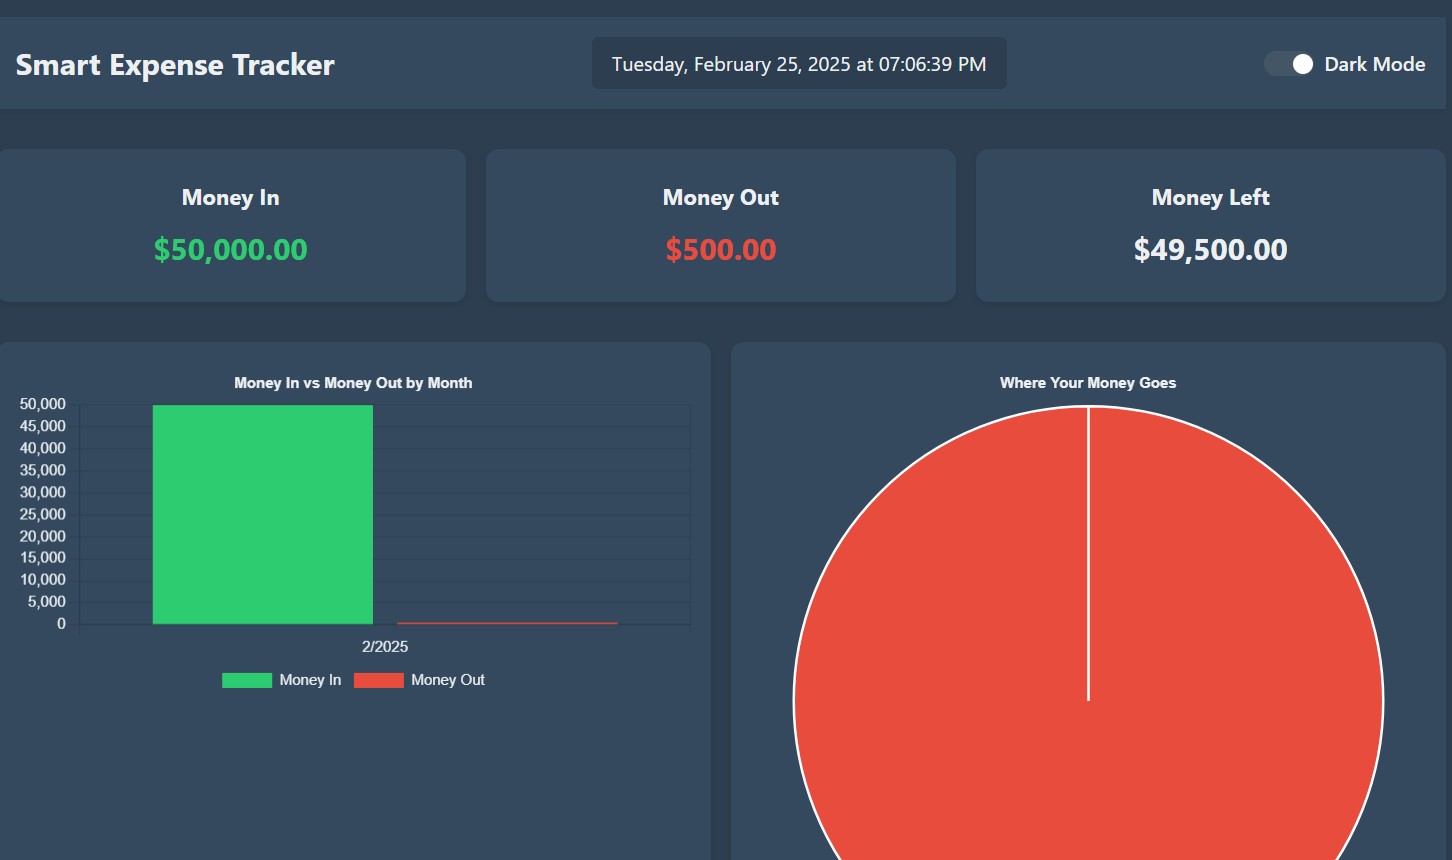 Smart Expense Tracker
Tuesday, February 25, 2025 at 07:06:39 PM
Dark Mode
Money In
$50,000.00
Money Out
$500.00
Money Left
$49,500.00
Money In vs Money Out by Month
50,000
45,000
40,000
35,000
30,000
25,000
20,000
15,000
10,000
5,000
0
2/2025
Money In
Money Out
Where Your Money Goes